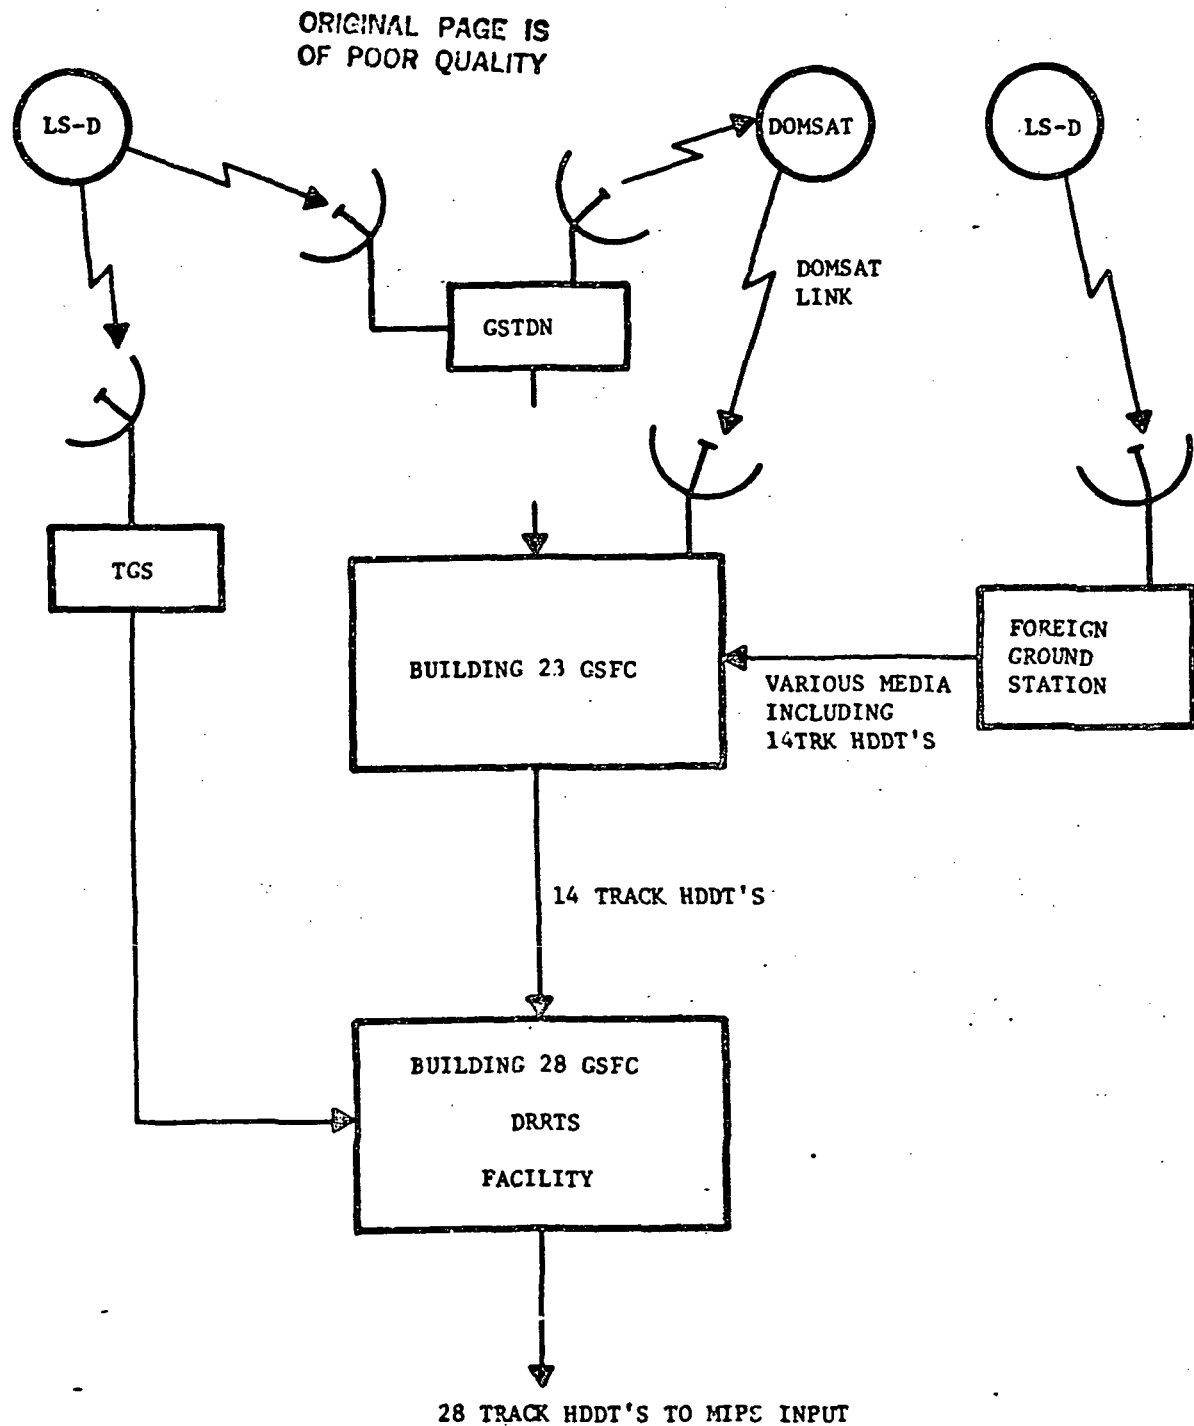 ORIGINAL PAGE IS
OF POOR QUALITY
LS-D
DOMSAT
LS-D
DOMSAT
LINK
GSTDN
TGS
BUILDING 23 GSFC
FOREIGN
GROUND
STATION
VARIOUS MEDIA
INCLUDING
14TRK HDDT'S
14 TRACK HDDT'S
BUILDING 28 GSFC
DRRTS
FACILITY
28 TRACK HDDT'S TO MIPS INPUT